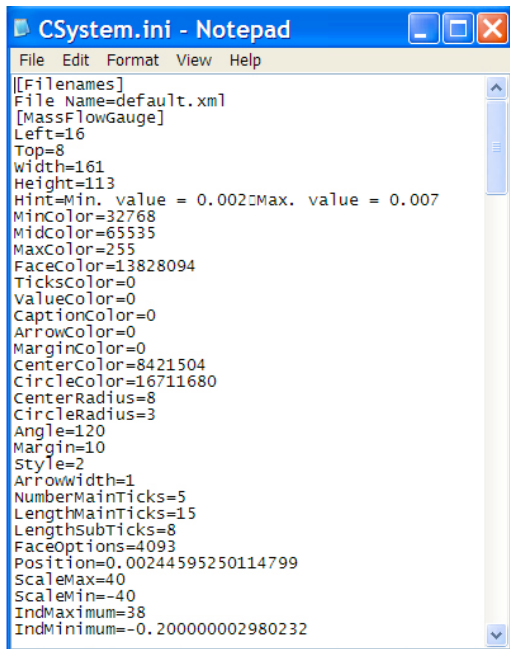 CSystem.ini - Notepad
File Edit Format View Help
[Filenames]
File Name=default.xml
[MassFlowGauge]
Left=16
Top=8
Width=161
Height=113
Hint=Min. value = 0.002▯Max. value = 0.007
MinColor=32768
MidColor=65535
MaxColor=255
FaceColor=13828094
TicksColor=0
ValueColor=0
CaptionColor=0
ArrowColor=0
MarginColor=0
CenterColor=8421504
CircleColor=16711680
CenterRadius=8
CircleRadius=3
Angle=120
Margin=10
Style=2
ArrowWidth=1
NumberMainTicks=5
LengthMainTicks=15
LengthSubTicks=8
FaceOptions=4093
Position=0.00244595250114799
ScaleMax=40
ScaleMin=-40
IndMaximum=38
IndMinimum=-0.200000002980232